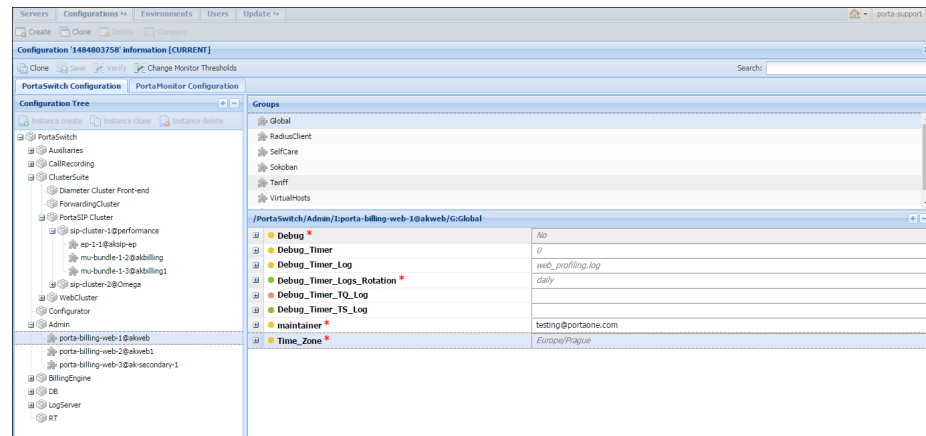 Servers Configurations Environments Users Update porta-support
Create Clone Delete Compare
Configuration '1484803758' information [CURRENT]
Clone Save Verify Change Monitor Thresholds Search:
PortaSwitch Configuration PortaMonitor Configuration
Configuration Tree
Instance create Instance clone Instance delete
PortaSwitch
Auxiliaries
CallRecording
ClusterSuite
Diameter Cluster Front-end
ForwardingCluster
PortaSIP Cluster
sip-cluster-1@performance
ep-1-1@aksip-ep
mu-bundle-1-2@akbilling
mu-bundle-1-3@akbilling1
sip-cluster-2@Omega
WebCluster
Configurator
Admin
porta-billing-web-1@akweb
porta-billing-web-2@akweb1
porta-billing-web-3@ak-secondary-1
BillingEngine
DB
LogServer
RT
Groups
Global
RadiusClient
SelfCare
Sokoban
Tariff
VirtualHosts
/PortaSwitch/Admin/I:porta-billing-web-1@akweb/G:Global
Debug * No
Debug_Timer 0
Debug_Timer_Log web_profiling.log
Debug_Timer_Logs_Rotation * daily
Debug_Timer_TQ_Log
Debug_Timer_TS_Log
maintainer * testing@portaone.com
Time_Zone * Europe/Prague